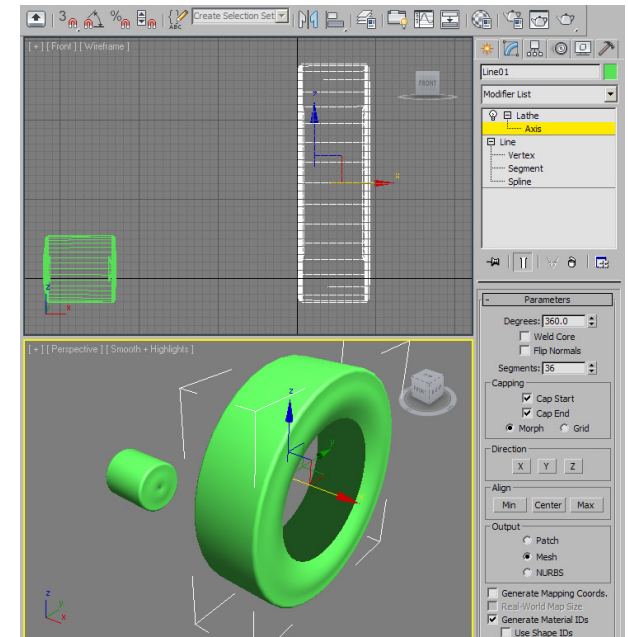 3
%
ABC
Create Selection Set
[ + ] [ Front ] [ Wireframe ]
FRONT
z
x
z
x
Line01
Modifier List
Lathe
Axis
Line
Vertex
Segment
Spline
[ + ] [ Perspective ] [ Smooth + Highlights ]
z
y
z
y
x
- Parameters
Degrees: 360.0
Weld Core
Flip Normals
Segments: 36
Capping
Cap Start
Cap End
Morph Grid
Direction
X Y Z
Align
Min Center Max
Output
Patch
Mesh
NURBS
Generate Mapping Coords.
Real-World Map Size
Generate Material IDs
Use Shape IDs